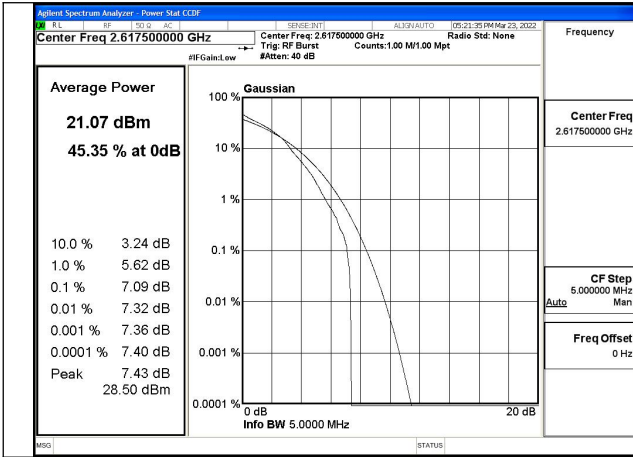 Agilent Spectrum Analyzer - Power Stat CCDF
RL RF 50 Ω AC SENSE:INT ALIGNAUTO 05:21:35 PM Mar 23, 2022
Center Freq 2.617500000 GHz
Center Freq: 2.617500000 GHz Radio Std: None
Trig: RF Burst Counts:1.00 M/1.00 Mpt
#IFGain:Low #Atten: 40 dB
Frequency
Average Power
21.07 dBm
45.35 % at 0dB
10.0 % 3.24 dB
1.0 % 5.62 dB
0.1 % 7.09 dB
0.01 % 7.32 dB
0.001 % 7.36 dB
0.0001 % 7.40 dB
Peak 7.43 dB
28.50 dBm
Gaussian
100 %
10 %
1 %
0.1 %
0.01 %
0.001 %
0.0001 %
0 dB 20 dB
Info BW 5.0000 MHz
Center Freq
2.617500000 GHz
CF Step
5.000000 MHz
Auto Man
Freq Offset
0 Hz
MSG STATUS